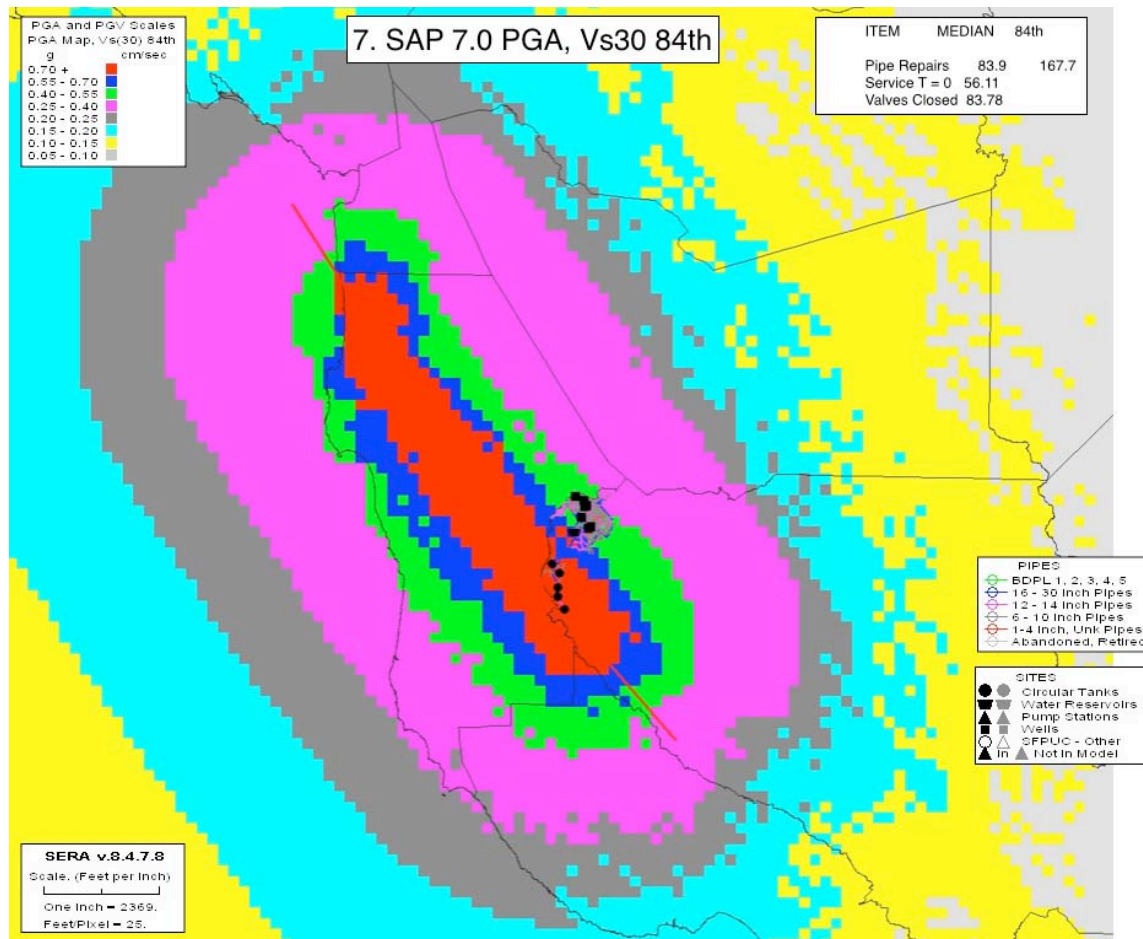 PGA and PGV Scales
PGA Map, Vs(30) 84th
g cm/sec
0.70 +
0.55 - 0.70
0.40 - 0.55
0.25 - 0.40
0.20 - 0.25
0.15 - 0.20
0.10 - 0.15
0.05 - 0.10
7. SAP 7.0 PGA, Vs30 84th
ITEM MEDIAN 84th
Pipe Repairs 83.9 167.7
Service T = 0 56.11
Valves Closed 83.78
PIPES
BDPL 1, 2, 3, 4, 5
16 - 30 Inch Pipes
12 - 14 Inch Pipes
6 - 10 Inch Pipes
1-4 Inch, Unk Pipes
Abandoned, Retired
SITES
Circular Tanks
Water Reservoirs
Pump Stations
Wells
SFPUC - Other
In Not In Model
SERA v.8.4.7.8
Scale. (Feet per Inch)
One Inch = 2369.
Feet/Pixel = 25.